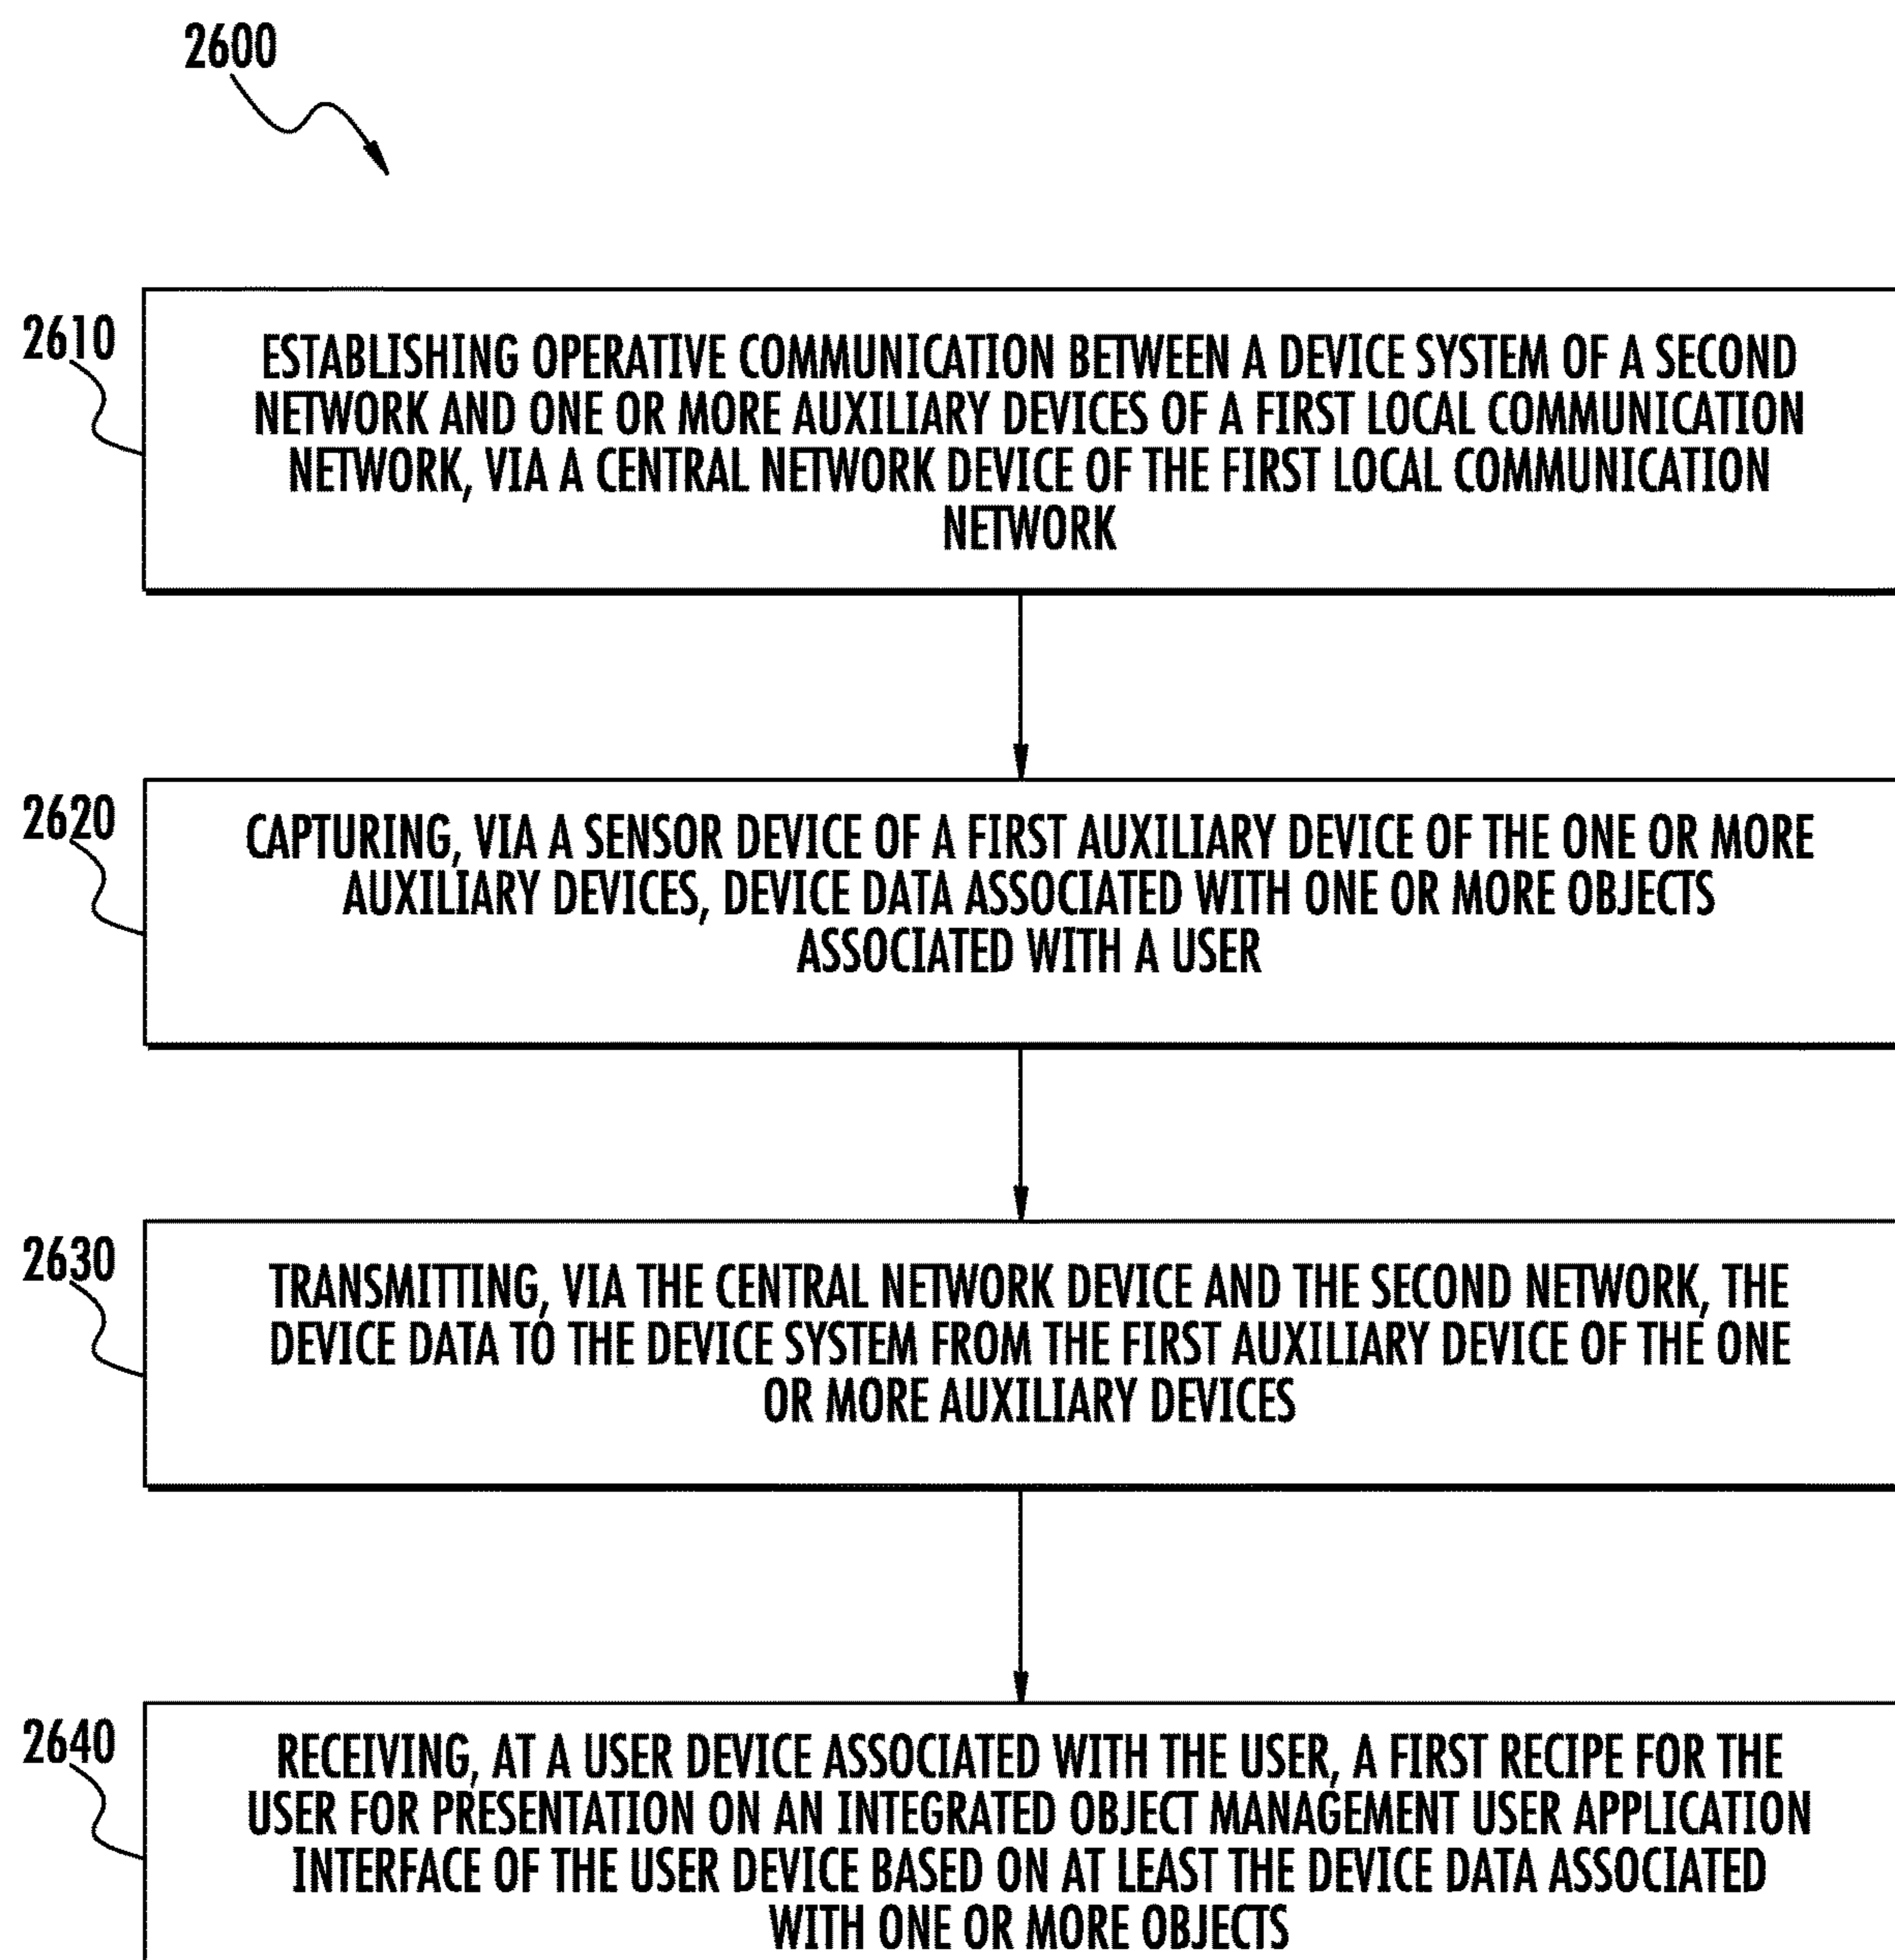 2600
2610
ESTABLISHING OPERATIVE COMMUNICATION BETWEEN A DEVICE SYSTEM OF A SECOND
NETWORK AND ONE OR MORE AUXILIARY DEVICES OF A FIRST LOCAL COMMUNICATION
NETWORK, VIA A CENTRAL NETWORK DEVICE OF THE FIRST LOCAL COMMUNICATION
NETWORK
2620
CAPTURING, VIA A SENSOR DEVICE OF A FIRST AUXILIARY DEVICE OF THE ONE OR MORE
AUXILIARY DEVICES, DEVICE DATA ASSOCIATED WITH ONE OR MORE OBJECTS
ASSOCIATED WITH A USER
2630
TRANSMITTING, VIA THE CENTRAL NETWORK DEVICE AND THE SECOND NETWORK, THE
DEVICE DATA TO THE DEVICE SYSTEM FROM THE FIRST AUXILIARY DEVICE OF THE ONE
OR MORE AUXILIARY DEVICES
2640
RECEIVING, AT A USER DEVICE ASSOCIATED WITH THE USER, A FIRST RECIPE FOR THE
USER FOR PRESENTATION ON AN INTEGRATED OBJECT MANAGEMENT USER APPLICATION
INTERFACE OF THE USER DEVICE BASED ON AT LEAST THE DEVICE DATA ASSOCIATED
WITH ONE OR MORE OBJECTS